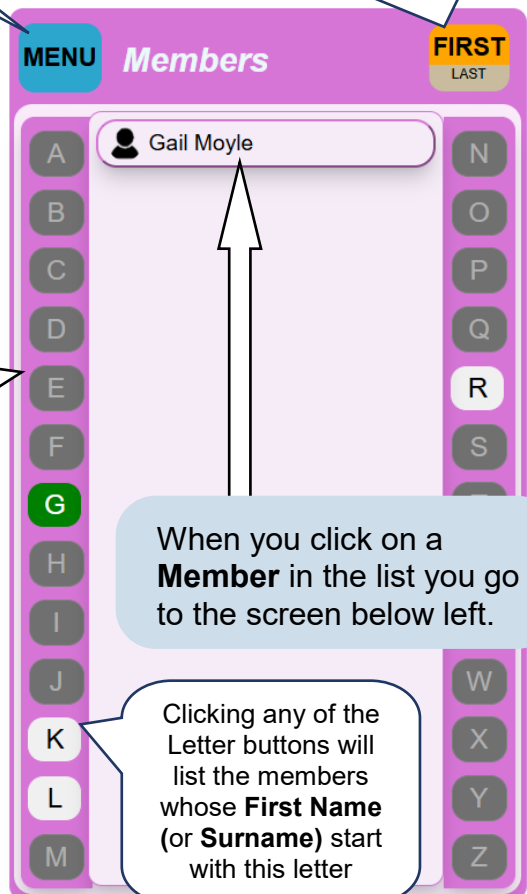 MENU
Members
FIRST
LAST
Gail Moyle
A
B
C
D
E
F
G
H
I
J
K
L
M
N
O
P
Q
R
S
When you click on a
Member in the list you go
to the screen below left.
W
X
Y
Z
Clicking any of the
Letter buttons will
list the members
whose First Name
(or Surname) start
with this letter